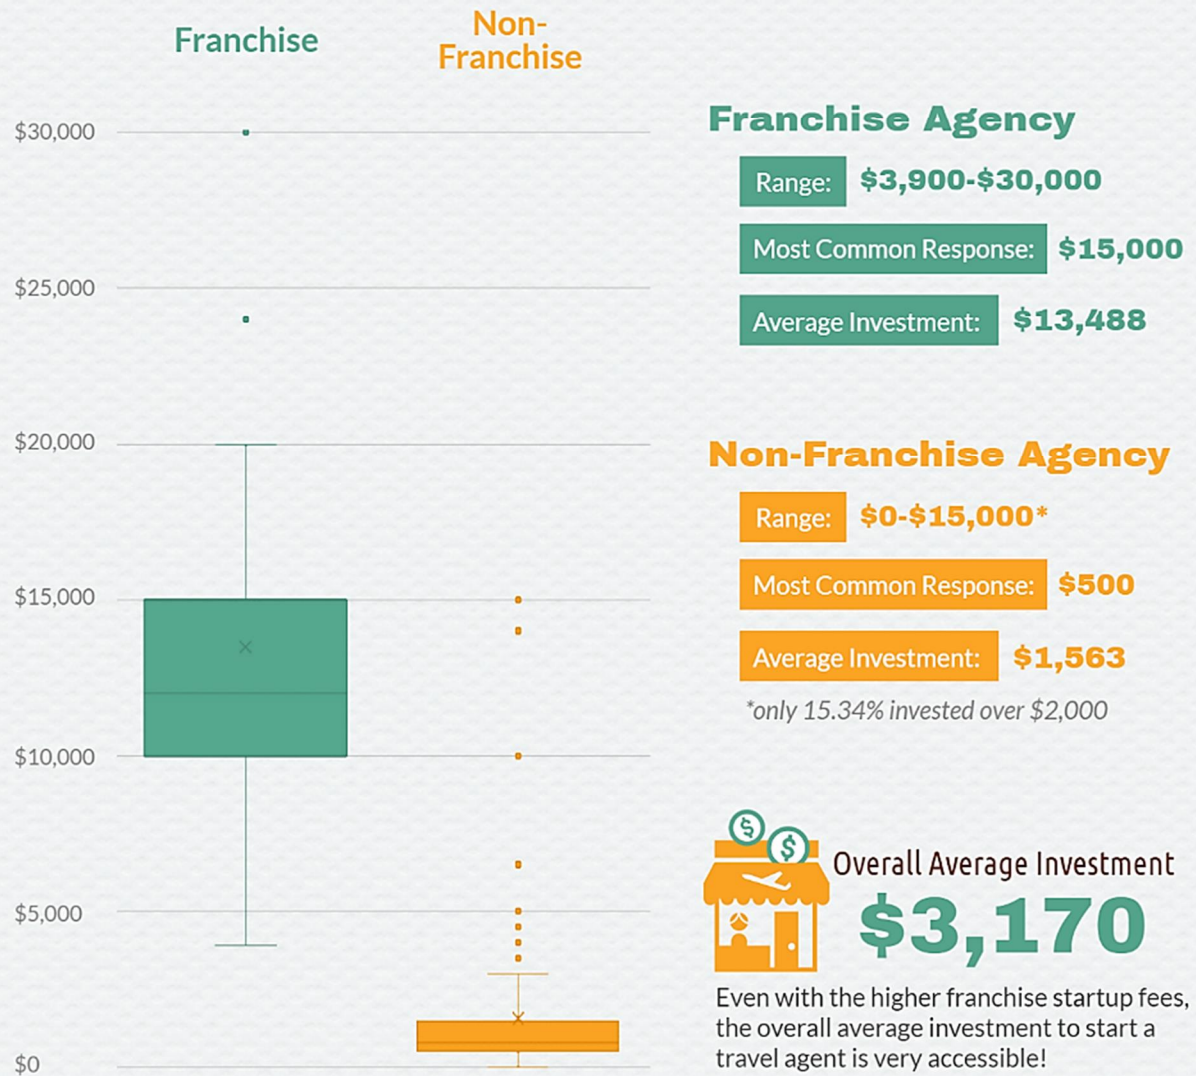 Franchise
Non-
Franchise
$30,000
$25,000
$20,000
$15,000
$10,000
$5,000
$0
Franchise Agency
Range: $3,900-$30,000
Most Common Response: $15,000
Average Investment: $13,488
Non-Franchise Agency
Range: $0-$15,000*
Most Common Response: $500
Average Investment: $1,563
*only 15.34% invested over $2,000
$
$
Overall Average Investment
$3,170
Even with the higher franchise startup fees,
the overall average investment to start a
travel agent is very accessible!